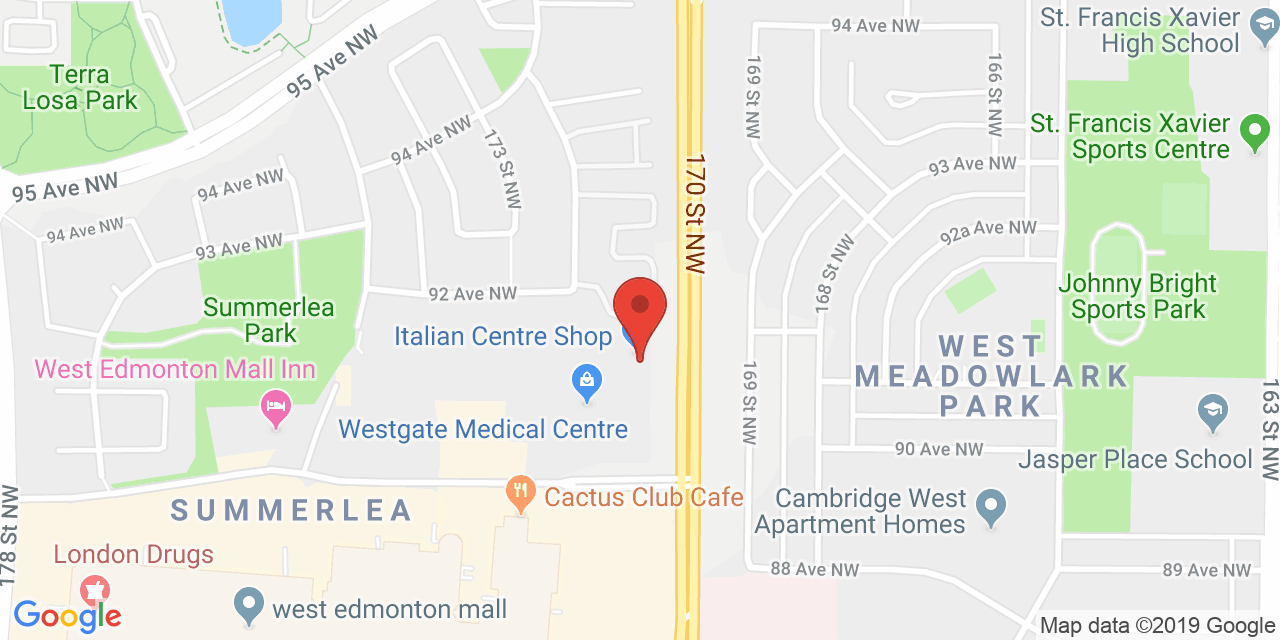 St. Francis Xavier
High School
94 Ave NW
95 Ave NW
Terra
Losa Park
169 St NW
166 St NW
St. Francis Xavier
Sports Centre
94 Ave NW
173 St NW
93 Ave NW
95 Ave NW
94 Ave NW
170 St NW
94 Ave NW
93 Ave NW
92a Ave NW
168 St NW
92 Ave NW
Johnny Bright
Sports Park
Summerlea
Park
Italian Centre Shop
WEST
MEADOWLARK
PARK
West Edmonton Mall Inn
169 St NW
163 St NW
Westgate Medical Centre
90 Ave NW
Jasper Place School
178 St NW
SUMMERLEA
Cactus Club Cafe
Cambridge West
Apartment Homes
London Drugs
88 Ave NW
89 Ave NW
west edmonton mall
Google
Map data ©2019 Google